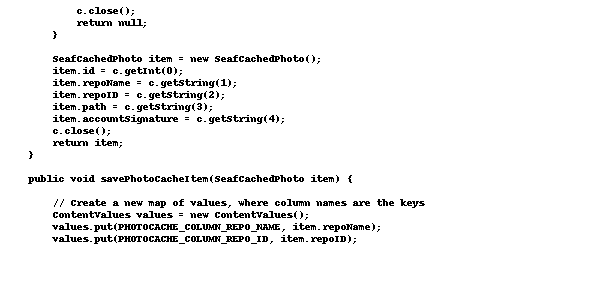 c.close();
return null;
}
SeafCachedPhoto item = new SeafCachedPhoto();
item.id = c.getInt(0);
item.repoName = c.getString(1);
item.repoID = c.getString(2);
item.path = c.getString(3);
item.accountSignature = c.getString(4);
c.close();
return item;
}
public void savePhotoCacheItem(SeafCachedPhoto item) {
// Create a new map of values, where column names are the keys
ContentValues values = new ContentValues();
values.put(PHOTOCACHE_COLUMN_REPO_NAME, item.repoName);
values.put(PHOTOCACHE_COLUMN_REPO_ID, item.repoID);